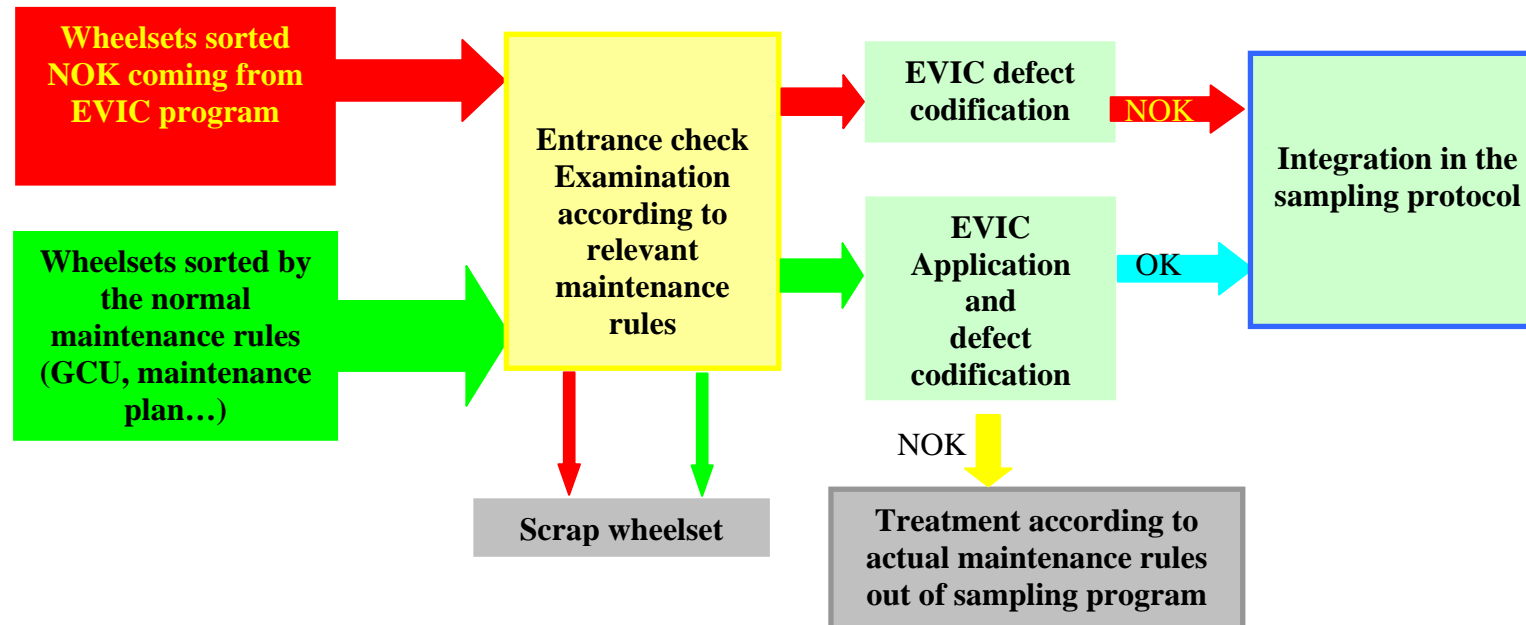 Wheelsets sorted
NOK coming from
EVIC program
Wheelsets sorted by
the normal
maintenance rules
(GCU, maintenance
plan…)
Entrance check
Examination
according to
relevant
maintenance
rules
Scrap wheelset
EVIC defect
codification
NOK
EVIC
Application
and
defect
codification
OK
NOK
Treatment according to
actual maintenance rules
out of sampling program
Integration in the
sampling protocol